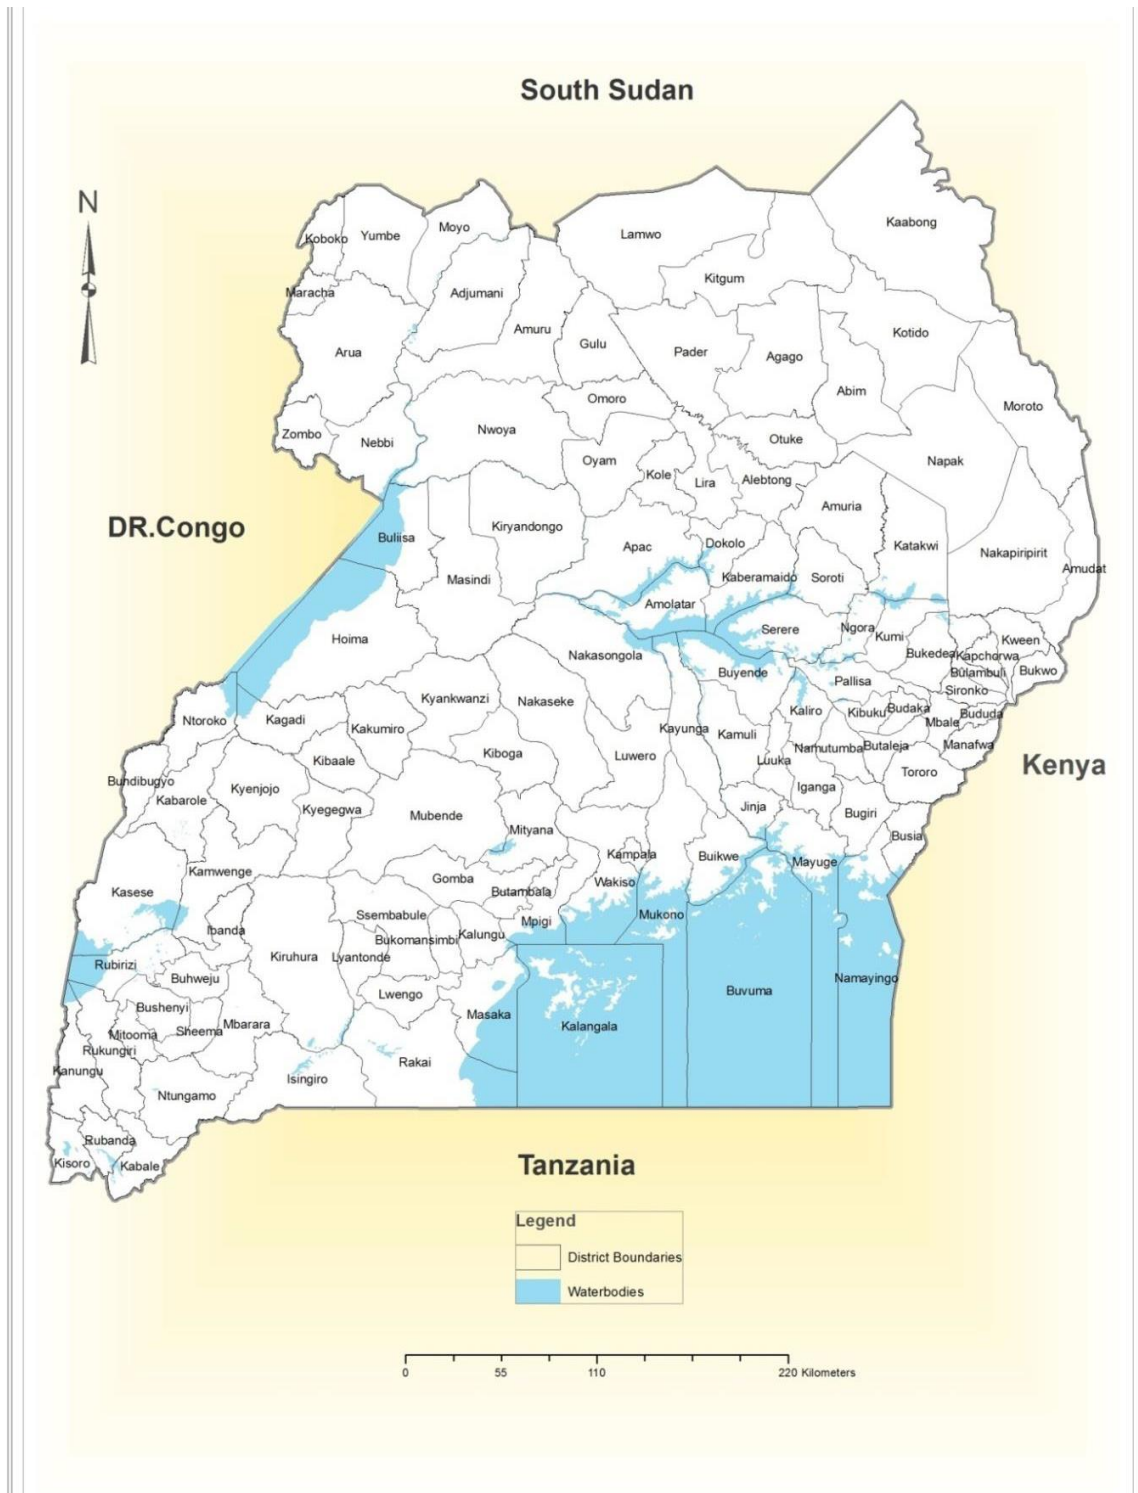 South Sudan
N
Kaabong
Moyo
Koboko
Yumbe
Lamwo
Kitgum
Maracha
Adjumani
Amuru
Kotido
Gulu
Arua
Pader
Agago
Abim
Omoro
Moroto
Zombo
Nebbi
Nwoya
Otuke
Oyam
Napak
Kole
Lira
Alebtong
Amuria
DR.Congo
Kiryandongo
Buliisa
Apac
Dokolo
Katakwi
Nakapiripirit
Amudat
Masindi
Kaberamaido
Soroti
Amolatar
Hoima
Serere
Ngora
Kumi
Kween
Nakasongola
Bukedea
Kapchorwa
Buyende
Bulambuli
Bukwo
Pallisa
Sironko
Kyankwanzi
Nakaseke
Ntoroko
Kagadi
Kakumiro
Kaliro
Kibuku
Budaka
Bududa
Mbale
Kayunga
Kamuli
Kibaale
Kiboga
Luwero
Luuka
Namutumba
Butaleja
Manafwa
Kenya
Tororo
Bundibugyo
Kabarole
Kyenjojo
Iganga
Kyegegwa
Mubende
Jinja
Bugiri
Mityana
Busia
Kampala
Buikwe
Mayuge
Kamwenge
Kasese
Gomba
Butambala
Wakiso
Ssembabule
Mpigi
Mukono
Ibanda
Bukomansimbi
Kalungu
Kiruhura
Lyantonde
Rubirizi
Buhweju
Namayingo
Lwengo
Buvuma
Bushenyi
Masaka
Kalangala
Mitooma
Sheema
Mbarara
Rukungiri
Rakai
Kanungu
Isingiro
Ntungamo
Rubanda
Kisoro
Kabale
Tanzania
Legend
District Boundaries
Waterbodies
0 55 110 220 Kilometers